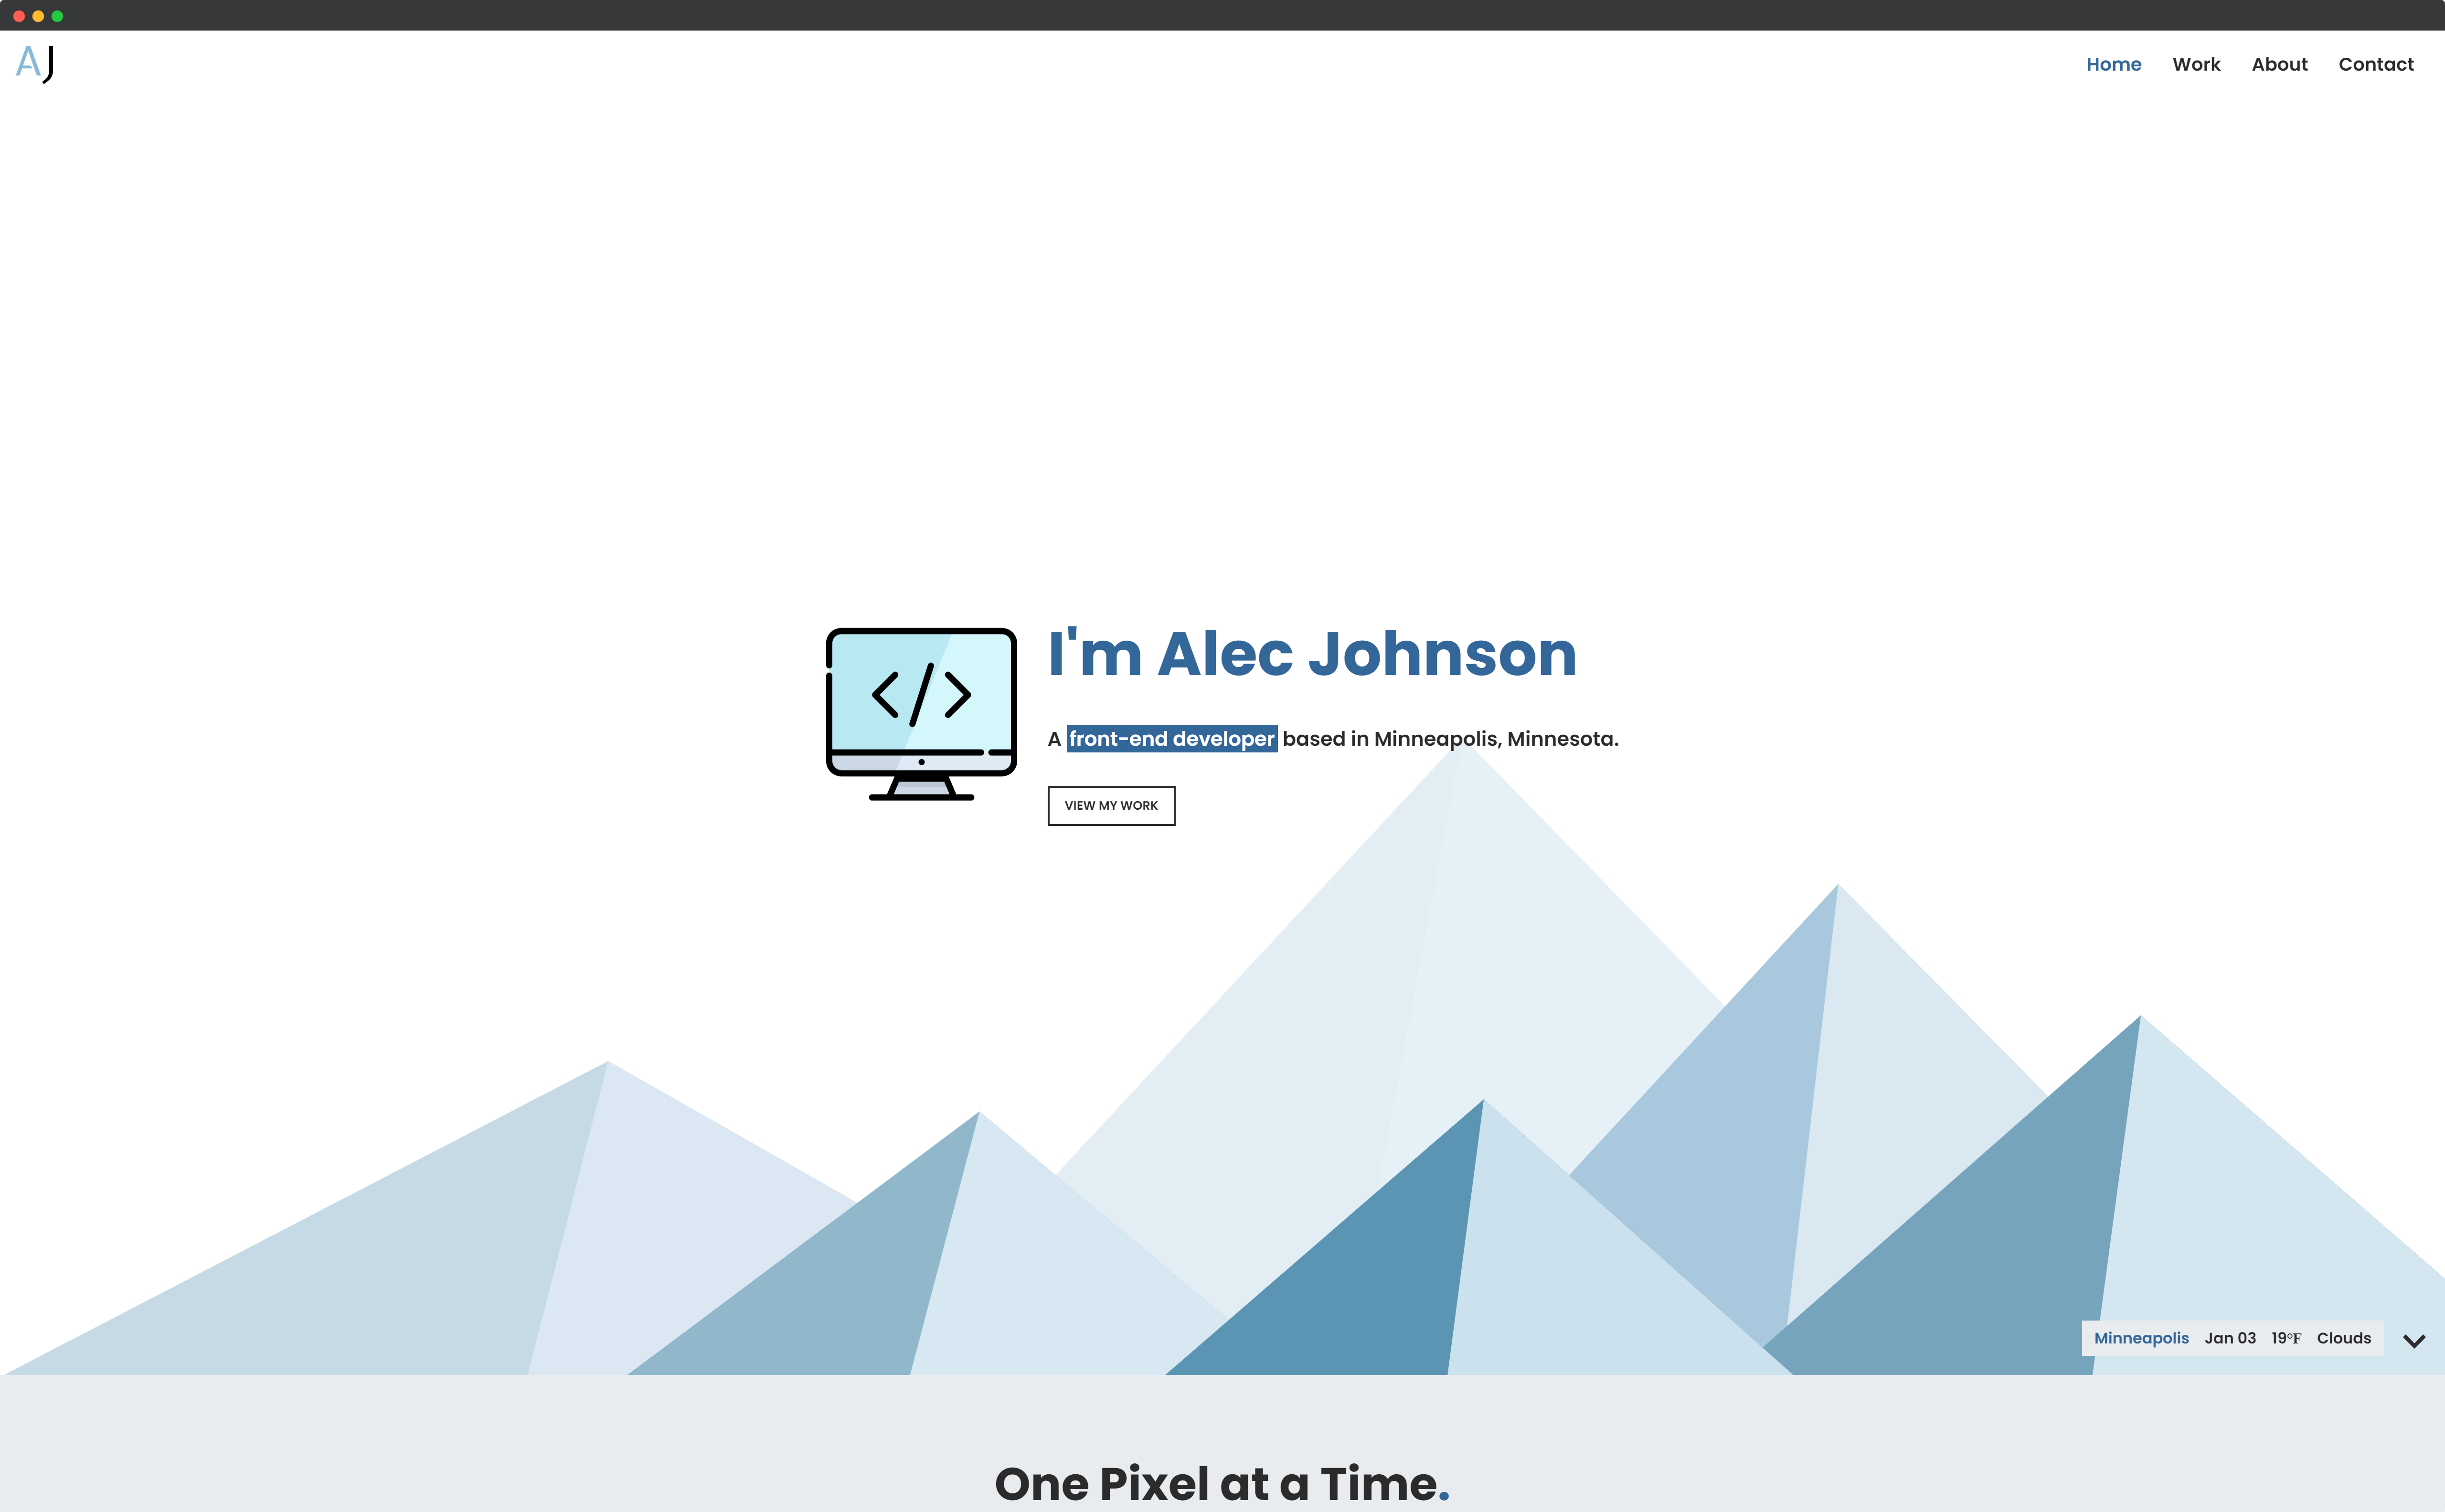 AJ
Home Work About Contact
</>
I'm Alec Johnson
A front-end developer based in Minneapolis, Minnesota.
VIEW MY WORK
Minneapolis Jan 03 19°F Clouds
One Pixel at a Time.